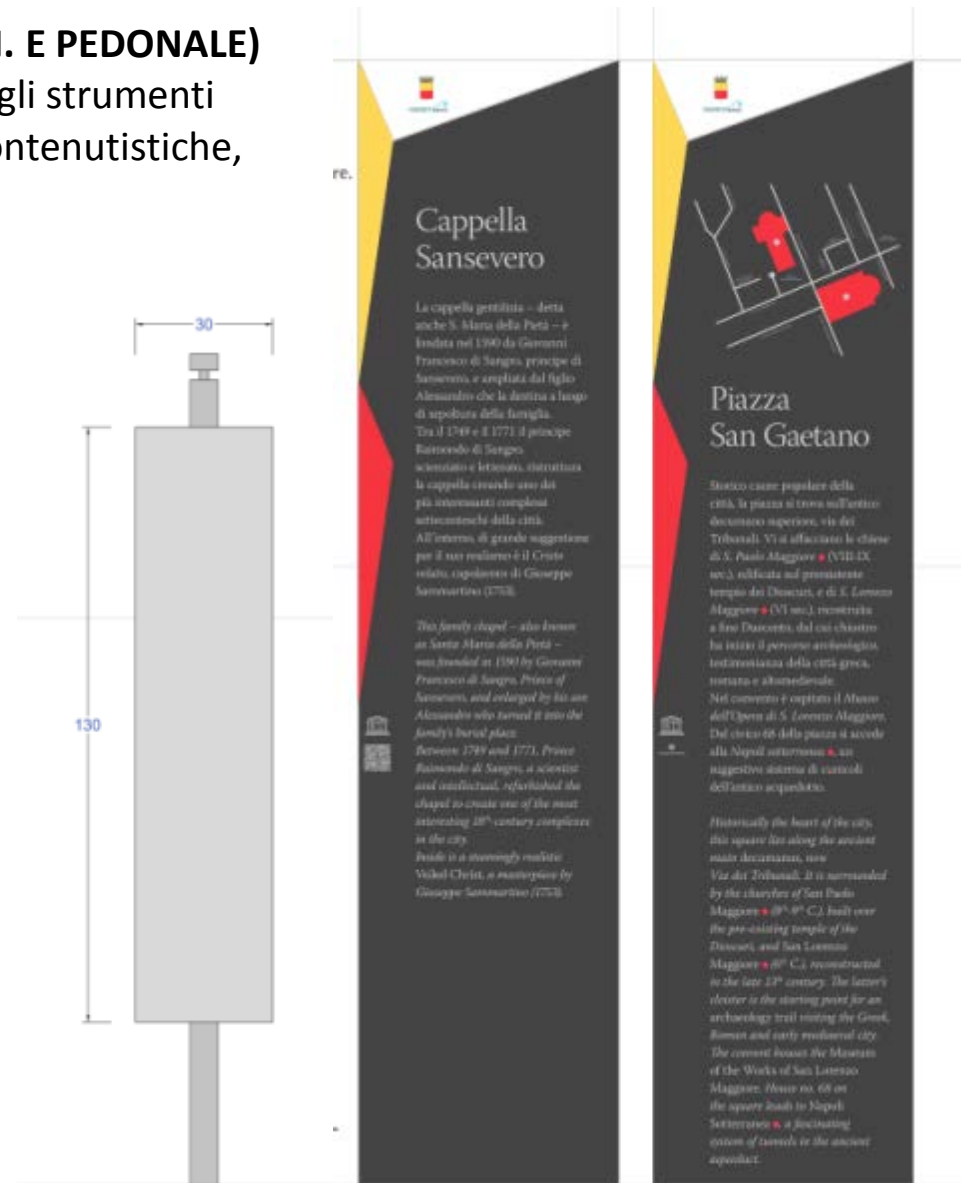 I. E PEDONALE)
gli strumenti
ontenutistiche,
re.
30
130
Cappella
Sansevero
La cappella gentilizia – detta
anche S. Maria della Pietà – è
fondata nel 1590 da Giovanni
Francesco di Sangro, principe di
Sansevero, e ampliata dal figlio
Alessandro che la destina a luogo
di sepoltura della famiglia.
Tra il 1749 e il 1771 il principe
Raimondo di Sangro,
scienziato e letterato, ristruttura
la cappella creando uno dei
più interessanti complessi
settecenteschi della città.
All'interno, di grande suggestione
per il suo realismo è il Cristo
velato, capolavoro di Giuseppe
Sammartino (1753).
This family chapel – also known
as Santa Maria della Pietà –
was founded in 1590 by Giovanni
Francesco di Sangro, Prince of
Sansevero, and enlarged by his son
Alessandro who turned it into the
family's burial place.
Between 1749 and 1771, Prince
Raimondo di Sangro, a scientist
and intellectual, refurbished the
chapel to create one of the most
interesting 18th-century complexes
in the city.
Inside is a stunningly realistic
Veiled Christ, a masterpiece by
Giuseppe Sammartino (1753).
Piazza
San Gaetano
Storico cuore popolare della
città, la piazza si trova sull'antico
decumano superiore, via dei
Tribunali. Vi si affacciano le chiese
di S. Paolo Maggiore (VIII-IX
sec.), edificata sul preesistente
tempio dei Dioscuri, e di S. Lorenzo
Maggiore (VI sec.), ricostruita
a fine Duecento, dal cui chiostro
ha inizio il percorso archeologico,
testimonianza della città greca,
romana e altomedievale.
Nel convento è ospitato il Museo
dell'Opera di S. Lorenzo Maggiore.
Dal civico 68 della piazza si accede
alla Napoli sotterranea, un
suggestivo sistema di cunicoli
dell'antico acquedotto.
Historically the heart of the city,
this square lies along the ancient
main decumanus, now
Via dei Tribunali. It is surrounded
by the churches of San Paolo
Maggiore (8th-9th C.), built over
the pre-existing temple of the
Dioscuri, and San Lorenzo
Maggiore (6th C.), reconstructed
in the late 13th century. The latter's
cloister is the starting point for an
archaeology trail visiting the Greek,
Roman and early mediaeval city.
The convent houses the Museum
of the Works of San Lorenzo
Maggiore. House no. 68 on
the square leads to Napoli
Sotterranea, a fascinating
system of tunnels in the ancient
aqueduct.